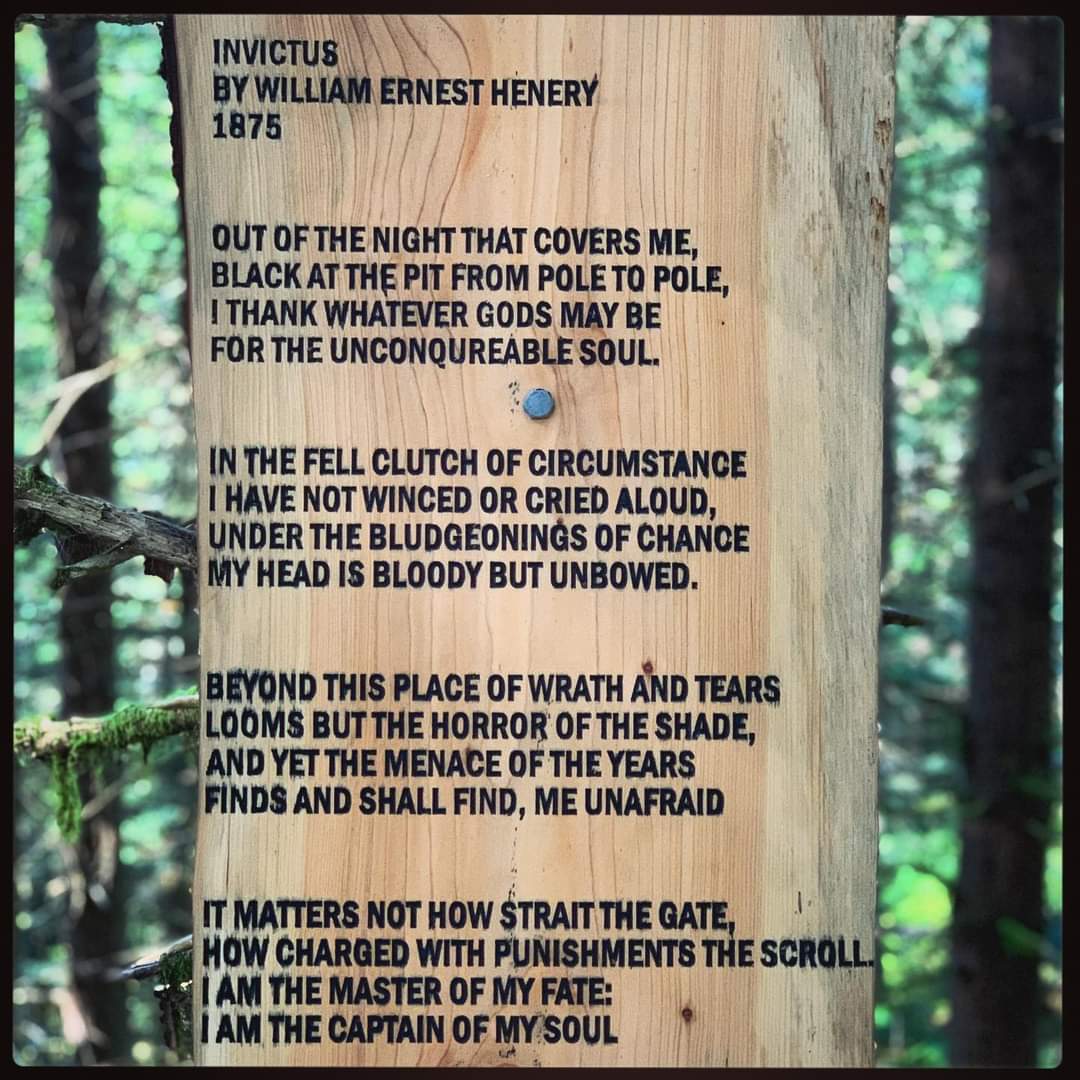 INVICTUS
BY WILLIAM ERNEST HENERY
1875
OUT OF THE NIGHT THAT COVERS ME,
BLACK AT THE PIT FROM POLE TO POLE,
I THANK WHATEVER GODS MAY BE
FOR THE UNCONQUREABLE SOUL.
IN THE FELL CLUTCH OF CIRCUMSTANCE
I HAVE NOT WINCED OR CRIED ALOUD,
UNDER THE BLUDGEONINGS OF CHANCE
MY HEAD IS BLOODY BUT UNBOWED.
BEYOND THIS PLACE OF WRATH AND TEARS
LOOMS BUT THE HORROR OF THE SHADE,
AND YET THE MENACE OF THE YEARS
FINDS AND SHALL FIND, ME UNAFRAID
IT MATTERS NOT HOW STRAIT THE GATE,
HOW CHARGED WITH PUNISHMENTS THE SCROLL.
I AM THE MASTER OF MY FATE:
I AM THE CAPTAIN OF MY SOUL